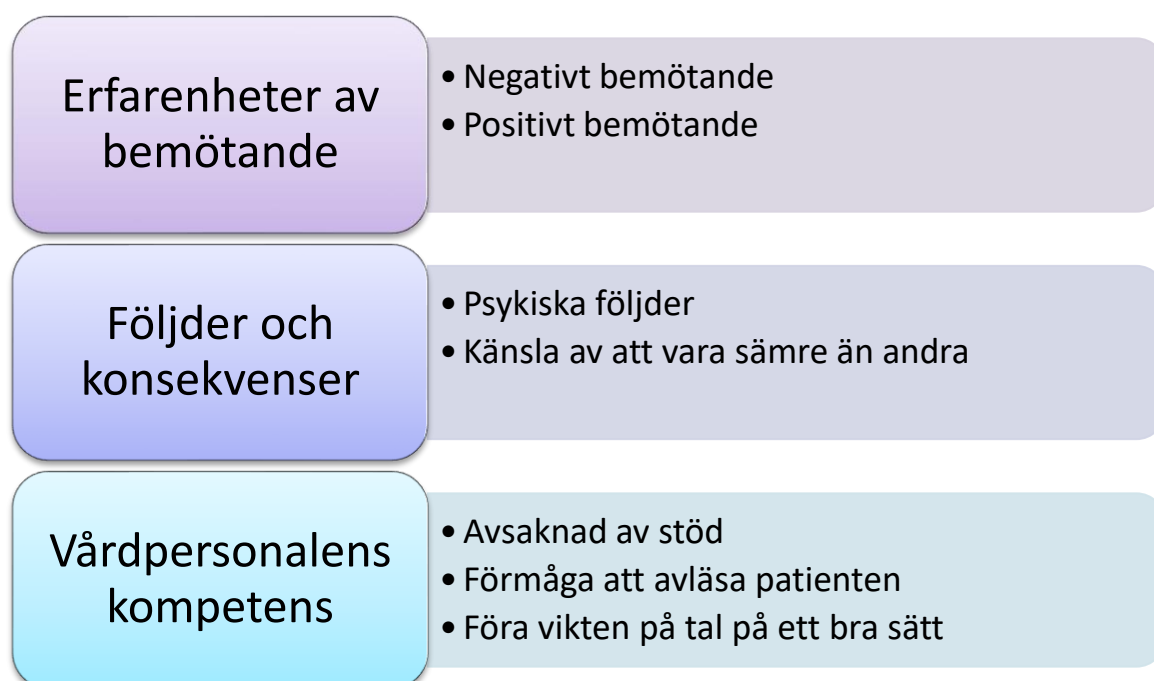 Erfarenheter av
bemötande
• Negativt bemötande
• Positivt bemötande
Följder och
konsekvenser
• Psykiska följder
• Känsla av att vara sämre än andra
Vårdpersonalens
kompetens
• Avsaknad av stöd
• Förmåga att avläsa patienten
• Föra vikten på tal på ett bra sätt